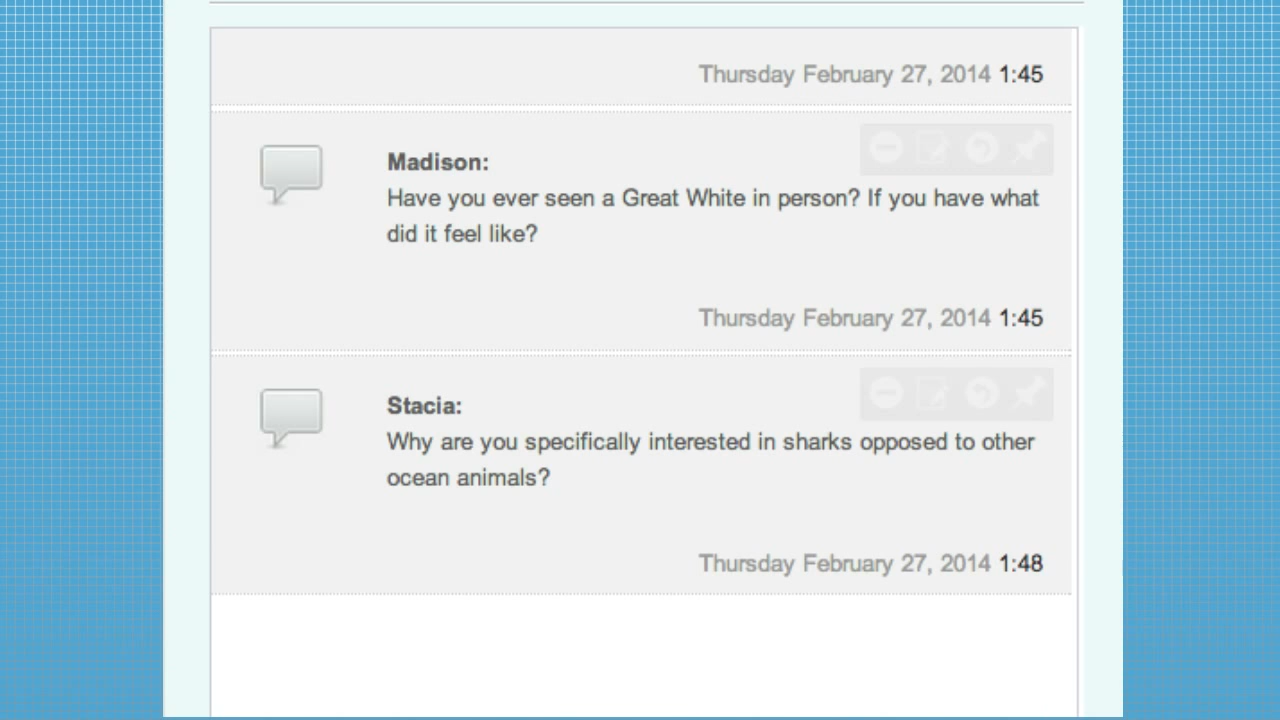 Thursday February 27, 2014 1:45
Madison:
Have you ever seen a Great White in person? If you have what
did it feel like?
Thursday February 27, 2014 1:45
Stacia:
Why are you specifically interested in sharks opposed to other
ocean animals?
Thursday February 27, 2014 1:48